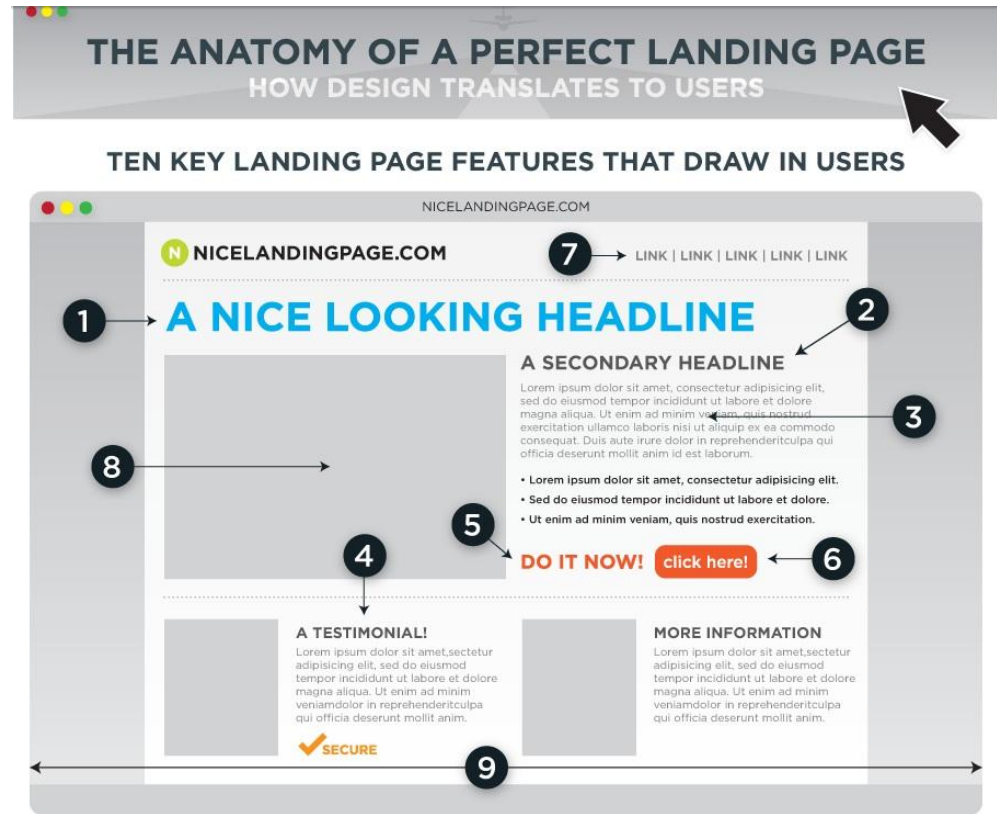 THE ANATOMY OF A PERFECT LANDING PAGE
HOW DESIGN TRANSLATES TO USERS
TEN KEY LANDING PAGE FEATURES THAT DRAW IN USERS
NICELANDINGPAGE.COM
N NICELANDINGPAGE.COM
7
LINK | LINK | LINK | LINK | LINK
1
A NICE LOOKING HEADLINE
2
A SECONDARY HEADLINE
Lorem ipsum dolor sit amet, consectetur adipisicing elit,
sed do eiusmod tempor incididunt ut labore et dolore
magna aliqua. Ut enim ad minim veniam, quis nostrud
exercitation ullamco laboris nisi ut aliquip ex ea commodo
consequat. Duis aute irure dolor in reprehenderitculpa qui
officia deserunt mollit anim id est laborum.
3
8
• Lorem ipsum dolor sit amet, consectetur adipisicing elit.
• Sed do eiusmod tempor incididunt ut labore et dolore.
• Ut enim ad minim veniam, quis nostrud exercitation.
5
DO IT NOW! click here!
6
4
A TESTIMONIAL!
Lorem ipsum dolor sit amet,sectetur
adipisicing elit, sed do eiusmod
tempor incididunt ut labore et dolore
magna aliqua. Ut enim ad minim
veniamdolor in reprehenderitculpa
qui officia deserunt mollit anim.
SECURE
MORE INFORMATION
Lorem ipsum dolor sit amet,sectetur
adipisicing elit, sed do eiusmod
tempor incididunt ut labore et dolore
magna aliqua. Ut enim ad minim
veniamdolor in reprehenderitculpa
qui officia deserunt mollit anim.
9